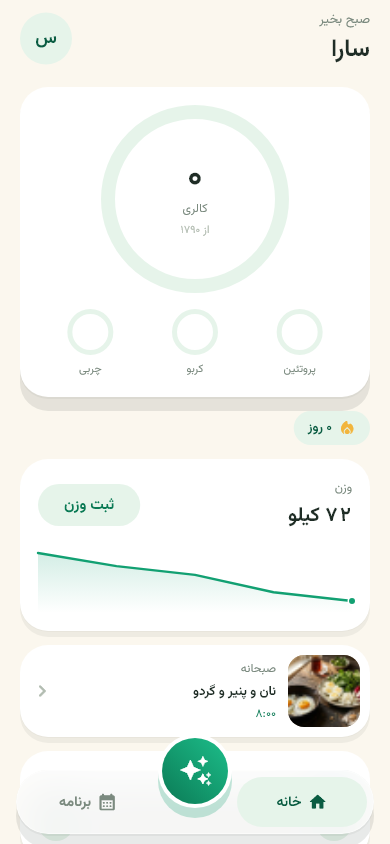 صبح بخیر
سارا
س
۰
کالری
از ۱۷۹۰
پروتئین
کربو
چربی
۰ روز
وزن
۷۲ کیلو
ثبت وزن
صبحانه
نان و پنیر و گردو
۸:۰۰
خانه
برنامه